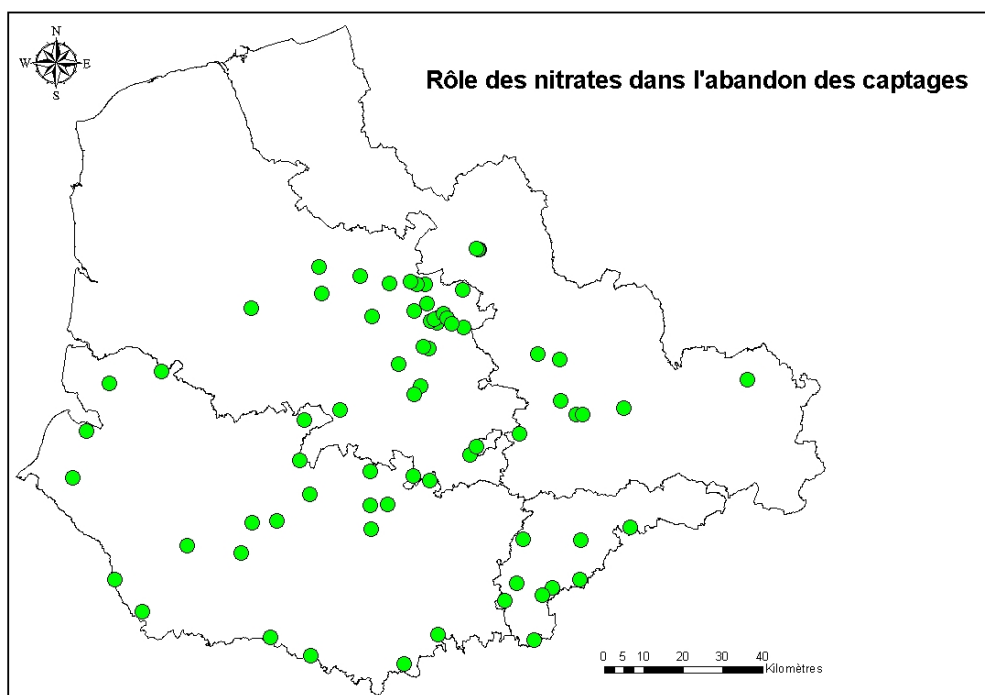 N
W E
S
Rôle des nitrates dans l'abandon des captages
0 5 10 20 30 40
Kilomètres